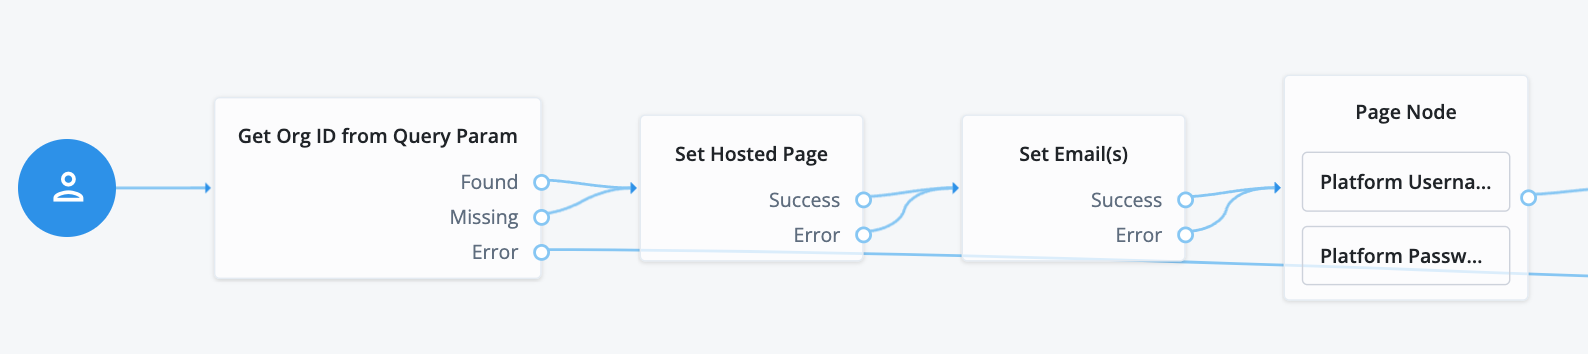 Get Org ID from Query Param
Found
Missing
Error
Set Hosted Page
Success
Error
Set Email(s)
Success
Error
Page Node
Platform Userna...
Platform Passw...